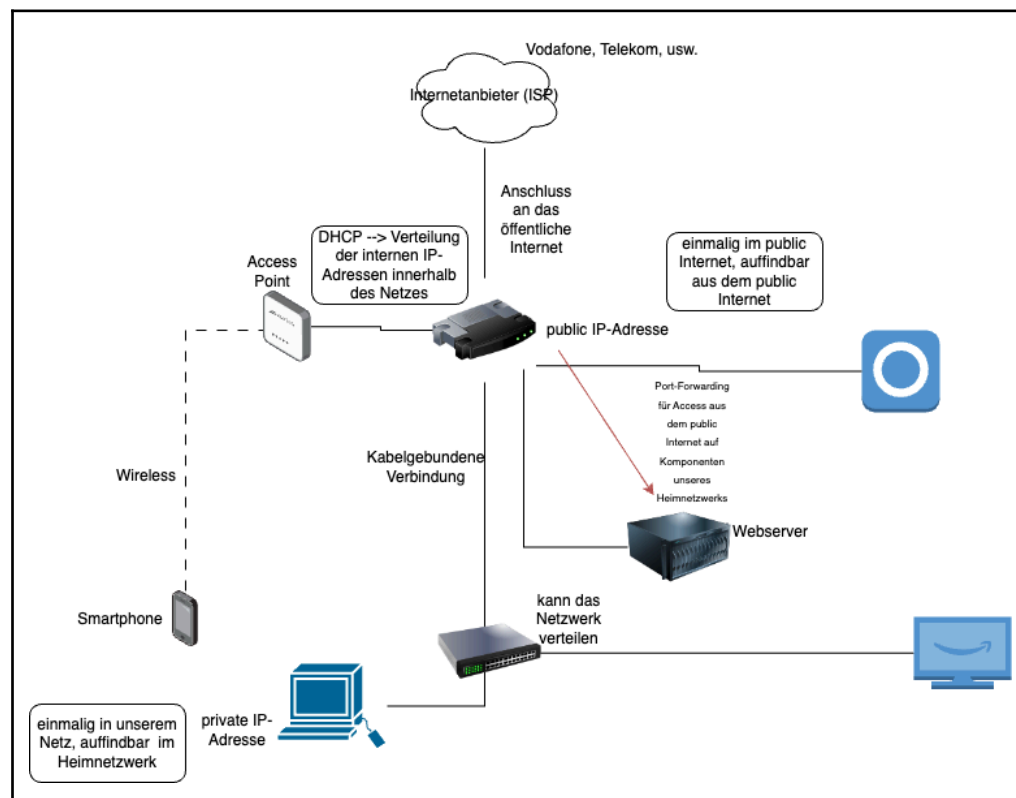 Vodafone, Telekom, usw.
Internetanbieter (ISP)
Anschluss
an das
öffentliche
Internet
DHCP --> Verteilung
der internen IP-
Adressen innerhalb
des Netzes
einmalig im public
Internet, auffindbar
aus dem public
Internet
Access
Point
public IP-Adresse
Port-Forwarding
für Access aus
dem public
Internet auf
Komponenten
unseres
Heimnetzwerks
Kabelgebundene
Verbindung
Wireless
Webserver
Smartphone
kann das
Netzwerk
verteilen
einmalig in unserem
Netz, auffindbar im
Heimnetzwerk
private IP-
Adresse